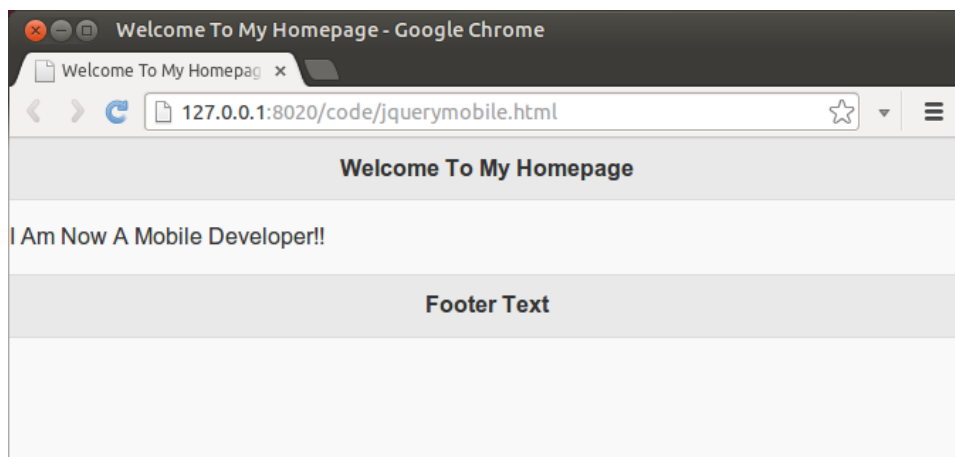 Welcome To My Homepage - Google Chrome
Welcome To My Homepag
127.0.0.1:8020/code/jquerymobile.html
Welcome To My Homepage
I Am Now A Mobile Developer!!
Footer Text